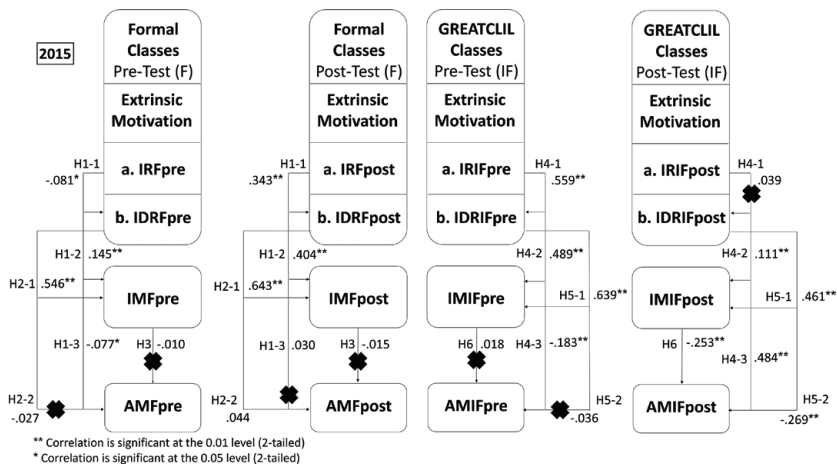 2015
Formal
Classes
Pre-Test (F)
Extrinsic
Motivation
a. IRFpre
b. IDRFpre
IMFpre
AMFpre
H1-1
-.081*
H1-2 .145**
H2-1 .546**
H1-3 -.077*
H3 -.010
H2-2
-.027
Formal
Classes
Post-Test (F)
Extrinsic
Motivation
a. IRFpost
b. IDRFpost
IMFpost
AMFpost
H1-1
.343**
H1-2 .404**
H2-1 .643**
H1-3 .030
H3 -.015
H2-2
.044
GREATCLIL
Classes
Pre-Test (IF)
Extrinsic
Motivation
a. IRIFpre
b. IDRIFpre
IMIFpre
AMIFpre
H4-1
.559**
H4-2 .489**
H5-1 .639**
H6 .018
H4-3 -.183**
H5-2
-.036
GREATCLIL
Classes
Post-Test (IF)
Extrinsic
Motivation
a. IRIFpost
b. IDRIFpost
IMIFpost
AMIFpost
H4-1
.039
H4-2 .111**
H5-1 .461**
H6 -.253**
H4-3 .484**
H5-2
-.269**
** Correlation is significant at the 0.01 level (2-tailed)
* Correlation is significant at the 0.05 level (2-tailed)